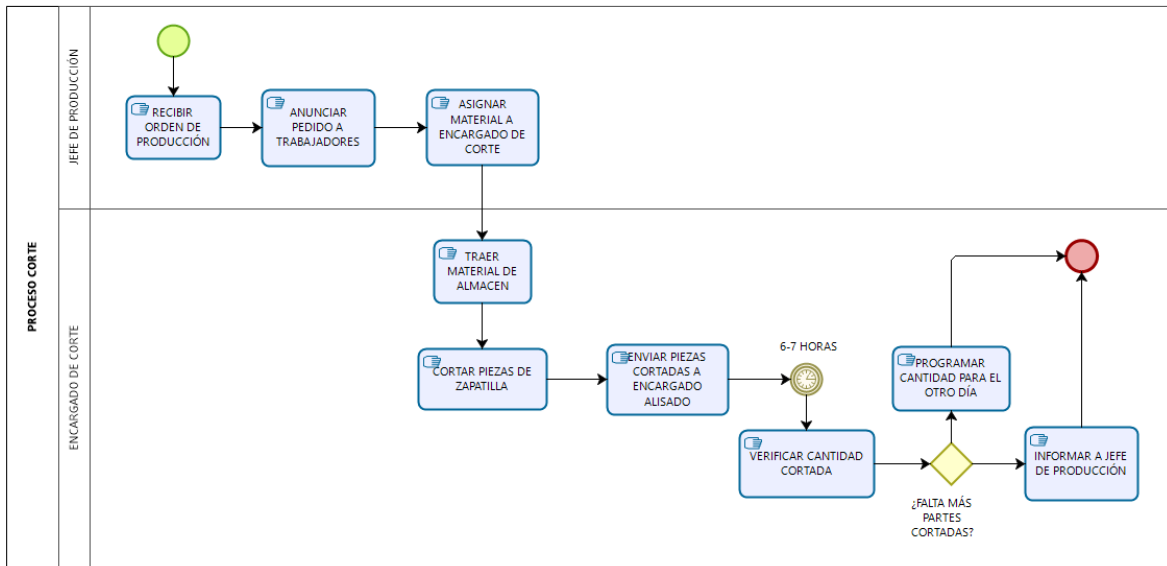 PROCESO CORTE
JEFE DE PRODUCCIÓN
RECIBIR
ORDEN DE
PRODUCCIÓN
ANUNCIAR
PEDIDO A
TRABAJADORES
ASIGNAR
MATERIAL A
ENCARGADO DE
CORTE
ENCARGADO DE CORTE
TRAER
MATERIAL DE
ALMACEN
CORTAR PIEZAS DE
ZAPATILLA
ENVIAR PIEZAS
CORTADAS A
ENCARGADO
ALISADO
6-7 HORAS
VERIFICAR CANTIDAD
CORTADA
¿FALTA MÁS
PARTES
CORTADAS?
PROGRAMAR
CANTIDAD PARA EL
OTRO DÍA
INFORMAR A JEFE
DE PRODUCCIÓN